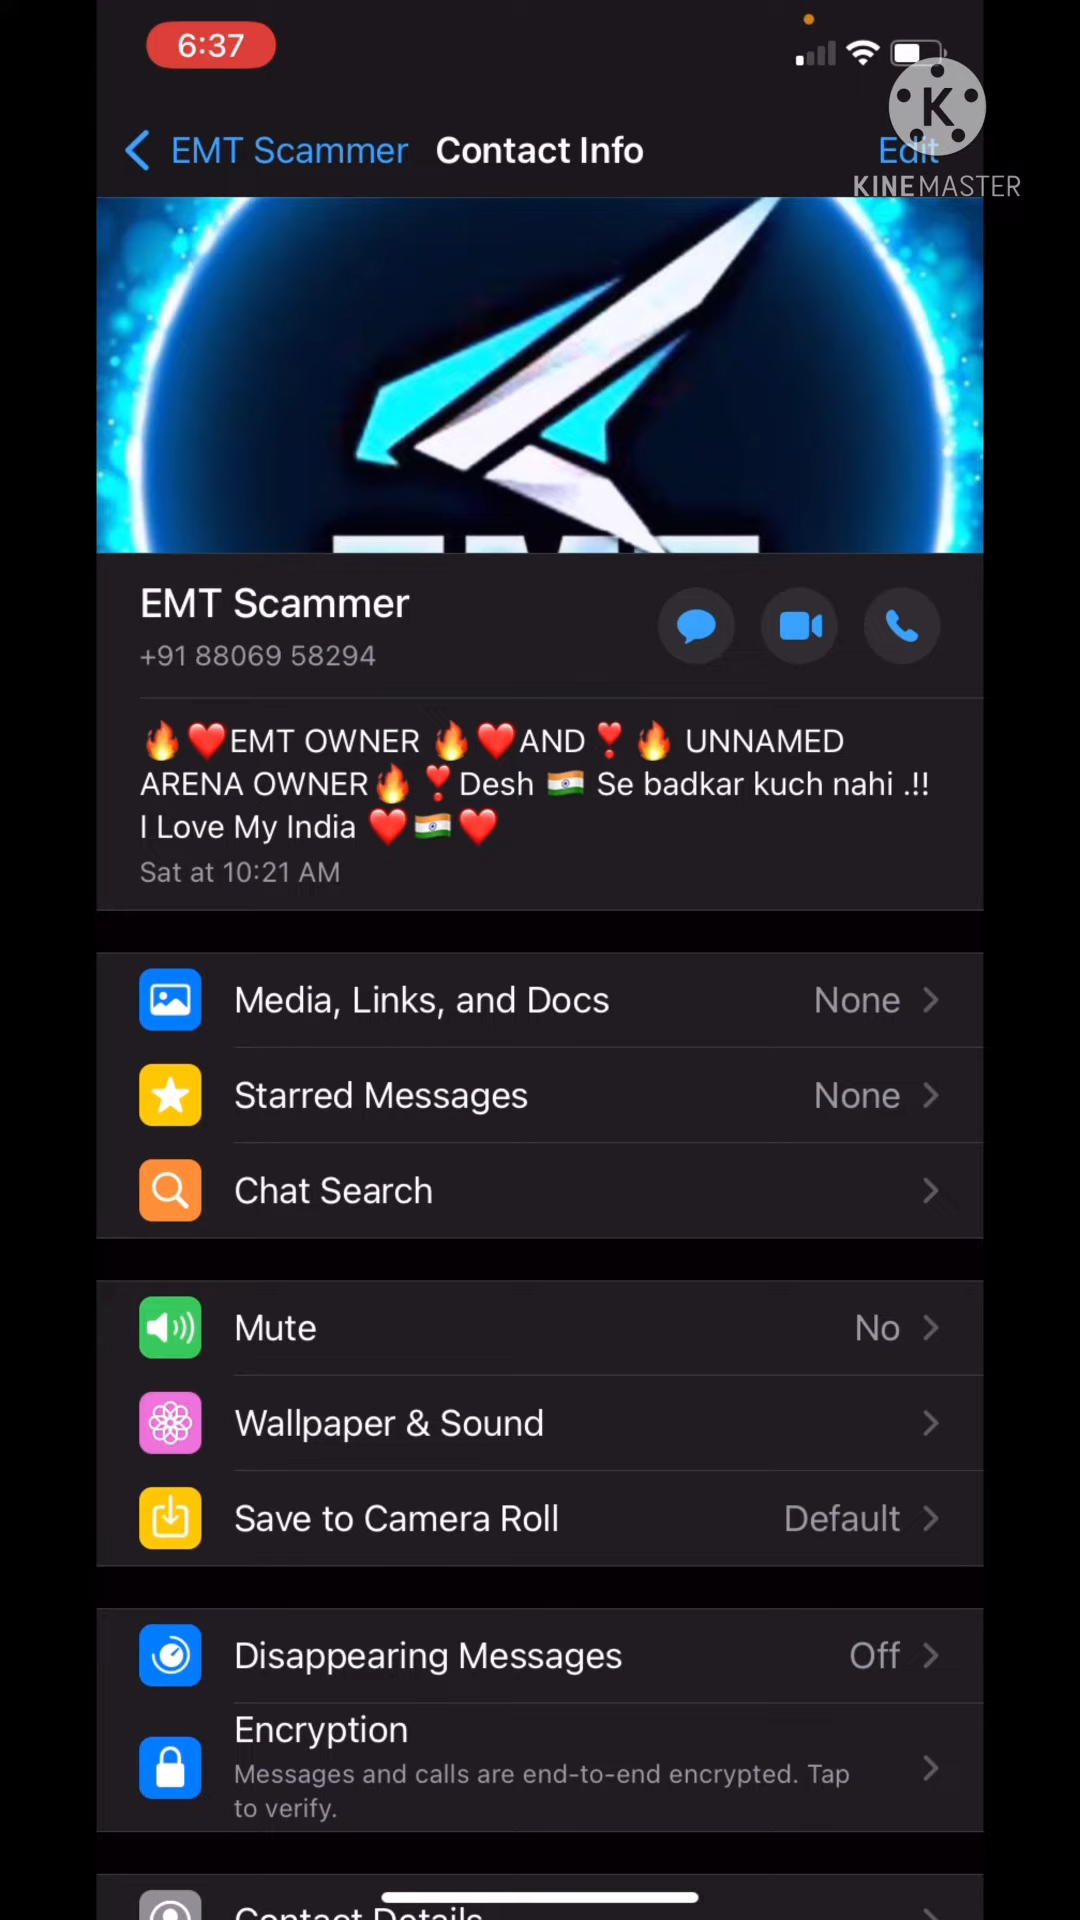 6:37
EMT Scammer Contact Info Edit
K
KINEMASTER
EMT
EMT Scammer
+91 88069 58294
🔥❤️EMT OWNER 🔥❤️AND ❣️🔥 UNNAMED
ARENA OWNER🔥❣️Desh 🇮🇳 Se badkar kuch nahi .!!
I Love My India ❤️🇮🇳❤️
Sat at 10:21 AM
Media, Links, and Docs None
Starred Messages None
Chat Search
Mute No
Wallpaper & Sound
Save to Camera Roll Default
Disappearing Messages Off
Encryption
Messages and calls are end-to-end encrypted. Tap
to verify.
Contact Details